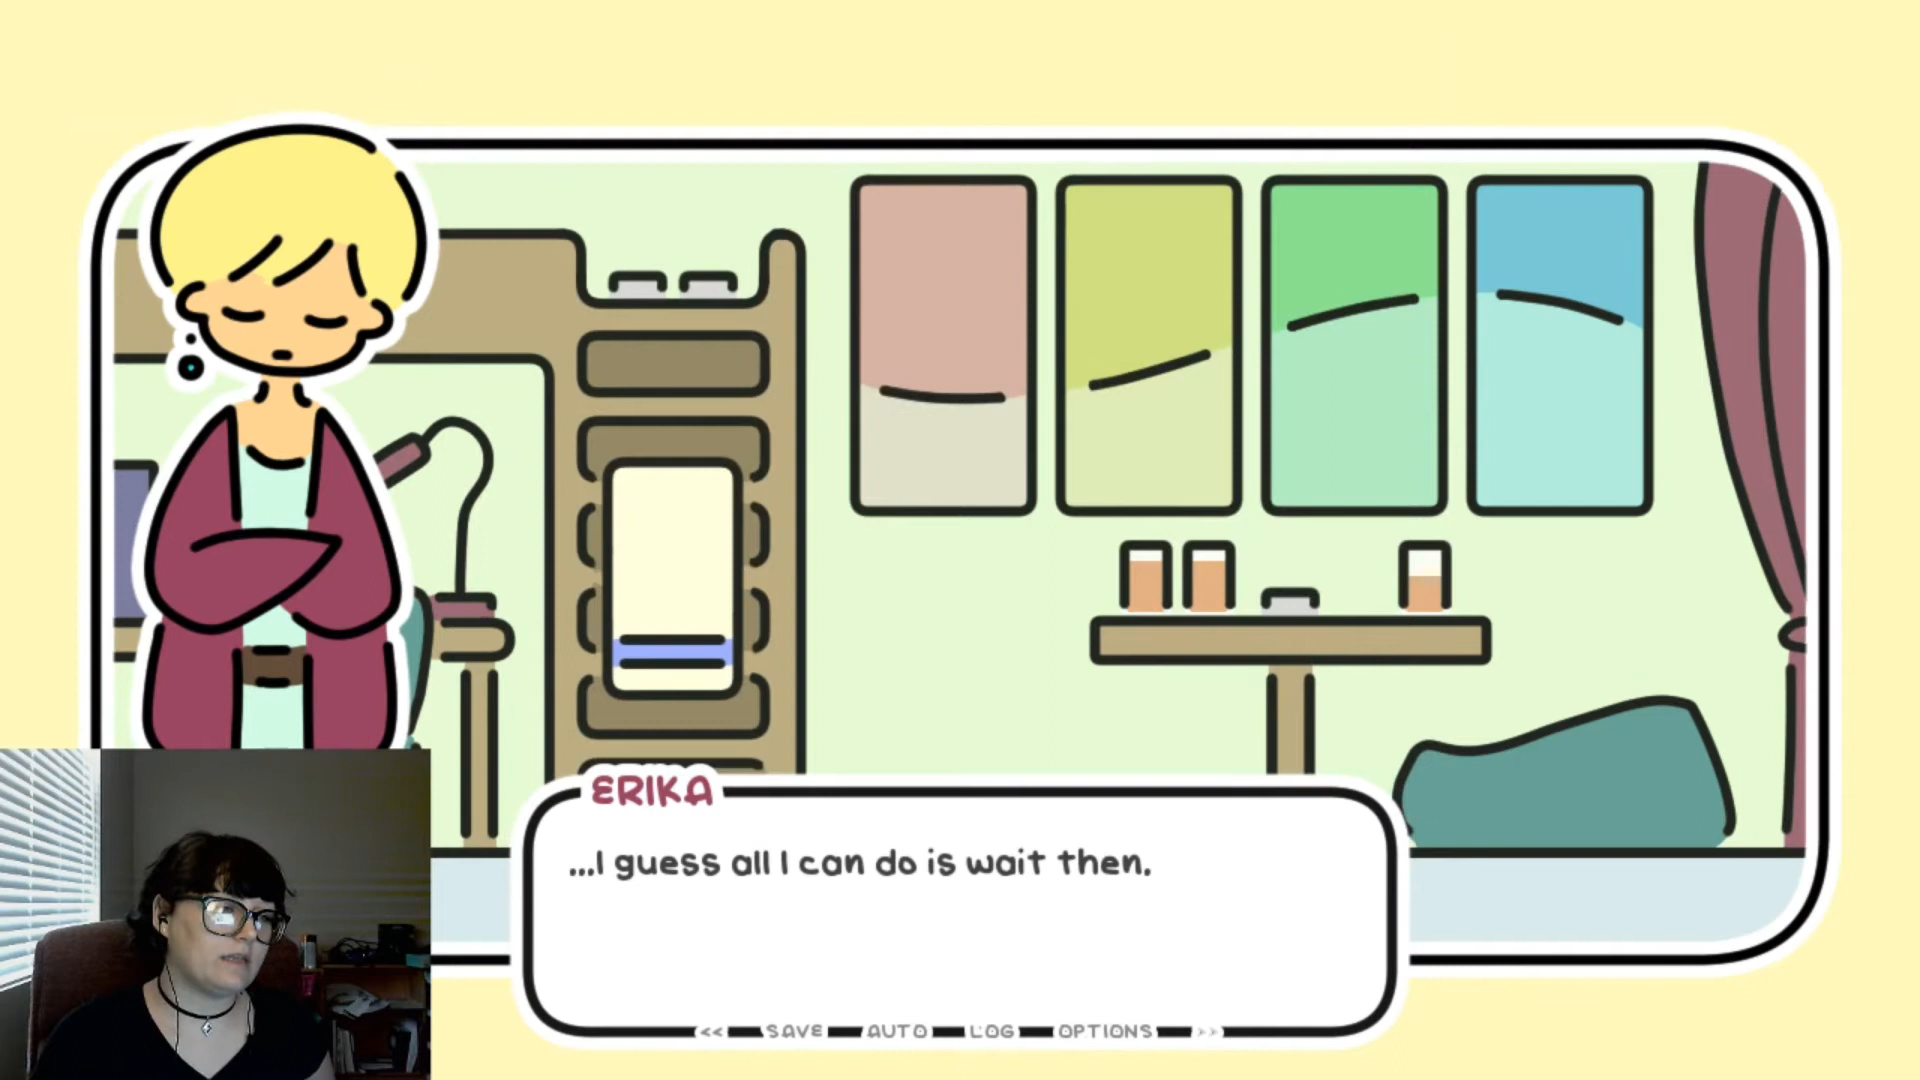 ERIKA
...I guess all I can do is wait then.
<< SAVE AUTO LOG OPTIONS >>